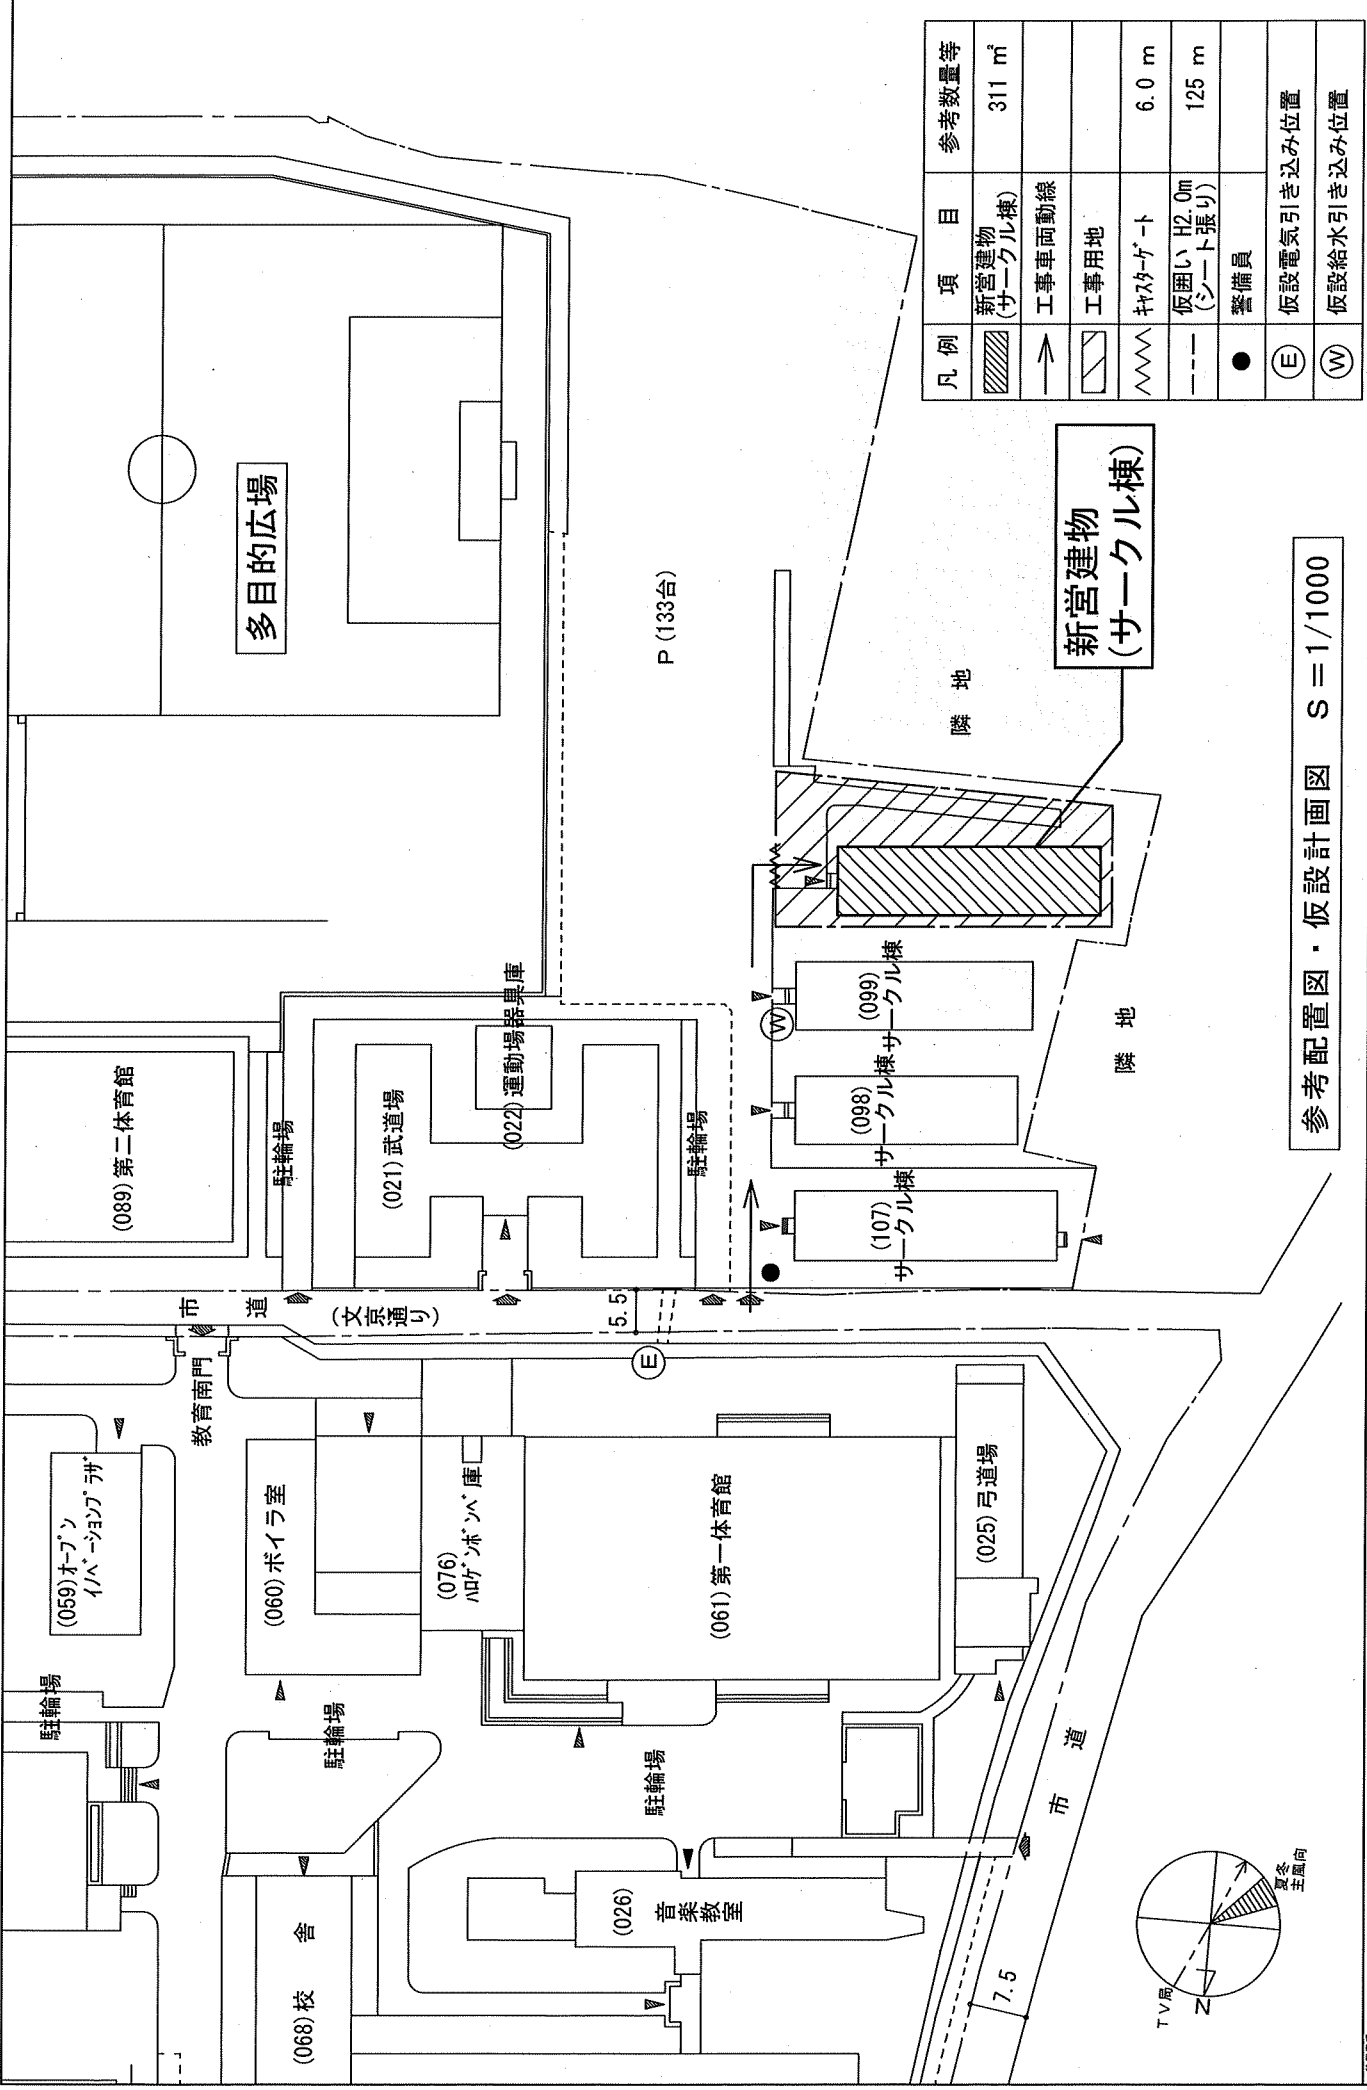 多目的広場
P (133台)
(089) 第二体育館
駐輪場
(021) 武道場
(022) 運動場器具庫
駐輪場
(099)
サークル棟
(098)
サークル棟
(107)
サークル棟
W
E
隣 地
隣 地
新営建物
(サークル棟)
市 道
(文京通り)
5.5
教育南門
(059) オープン
イノベーションプラザ
(060) ボイラ室
(076)
ハロゲンボンベ庫
(061) 第一体育館
(025) 弓道場
駐輪場
駐輪場
駐輪場
(068) 校 舎
(026)
音楽
教室
市 道
7.5
TV局
N
夏冬
主風向
凡 例 項 目 参考数量等
新営建物
(サークル棟) 311 ㎡
工事車両動線
工事用地
キャスターゲート 6.0 m
仮囲い H2.0m
(シート張り) 125 m
警備員
E 仮設電気引き込み位置
W 仮設給水引き込み位置
参考配置図・仮設計画図 S=1/1000